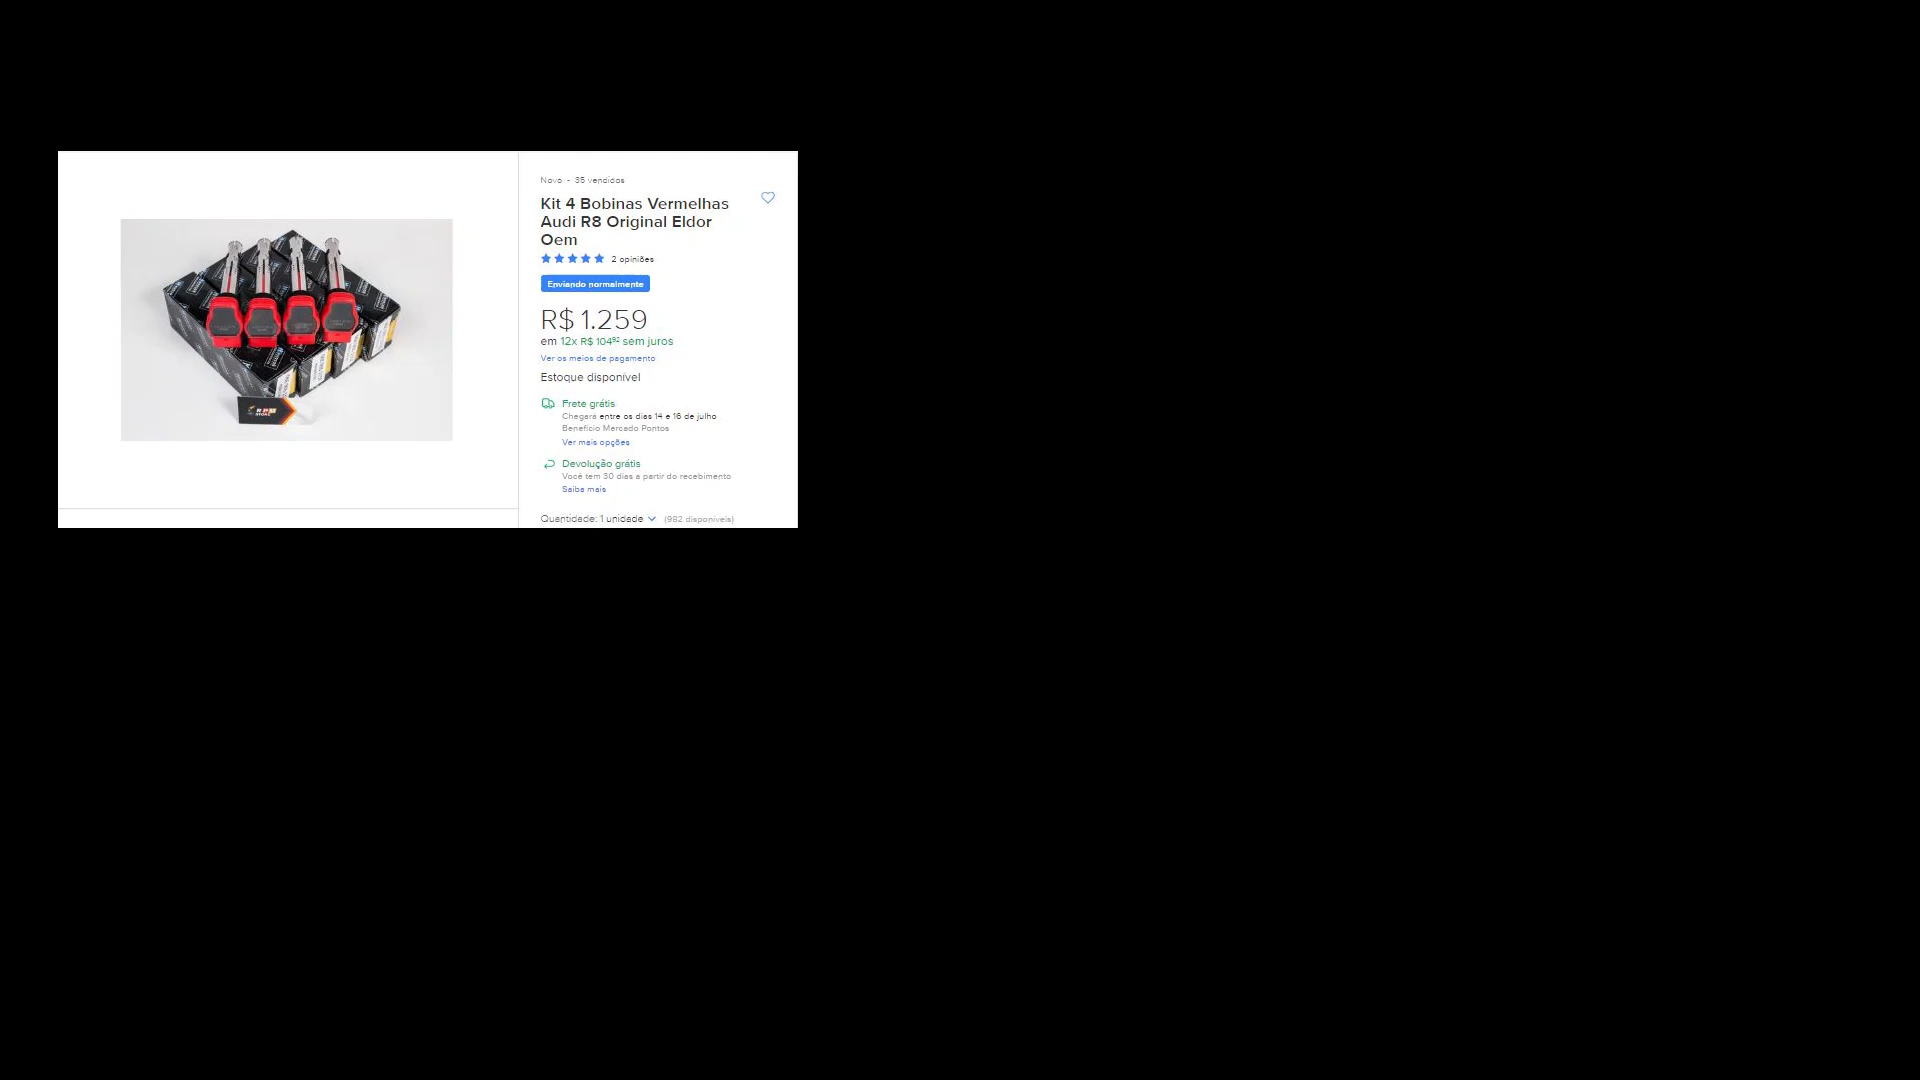 Novo - 35 vendidos
Kit 4 Bobinas Vermelhas
Audi R8 Original Eldor
Oem
2 opiniões
Enviando normalmente
R$ 1.259
em 12x R$ 104⁹² sem juros
Ver os meios de pagamento
Estoque disponível
Frete grátis
Chegará entre os dias 14 e 16 de julho
Benefício Mercado Pontos
Ver mais opções
Devolução grátis
Você tem 30 dias a partir do recebimento
Saiba mais
Quantidade: 1 unidade (982 disponíveis)
RPM
STORE